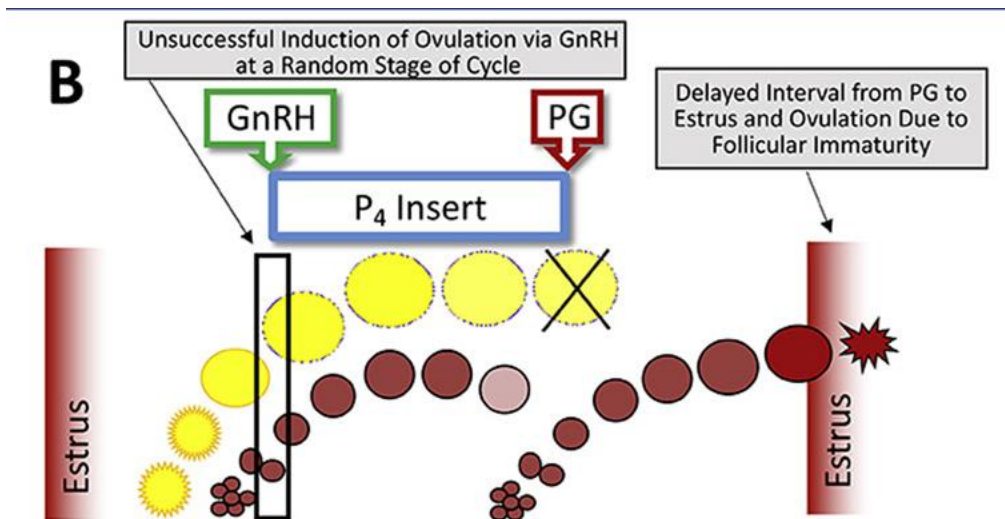 B
Unsuccessful Induction of Ovulation via GnRH
at a Random Stage of Cycle
GnRH
PG
Delayed Interval from PG to
Estrus and Ovulation Due to
Follicular Immaturity
P₄ Insert
Estrus
Estrus